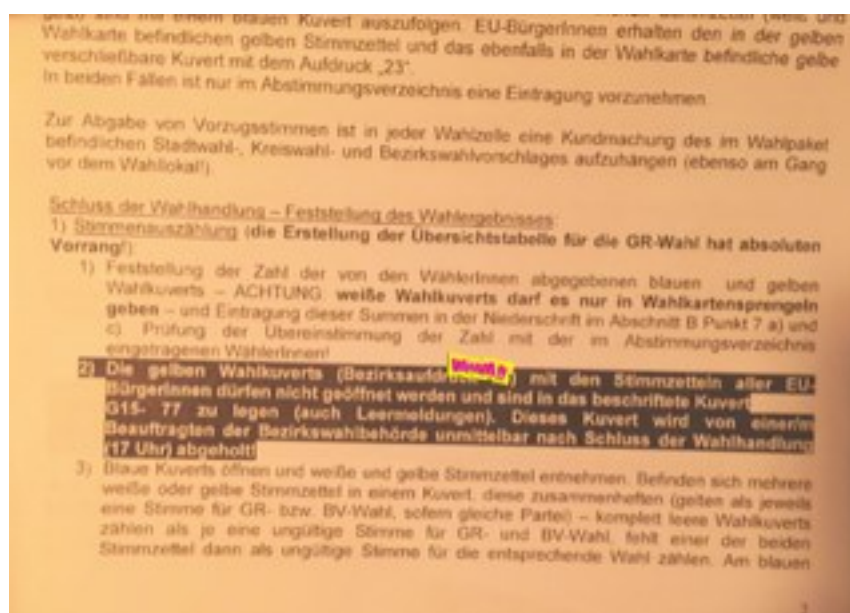 sind mit einem blauen Kuvert auszufolgen. EU-BürgerInnen erhalten den in der gelben
Wahlkarte befindlichen gelben Stimmzettel und das ebenfalls in der Wahlkarte befindliche gelbe
verschließbare Kuvert mit dem Aufdruck „23“.
In beiden Fällen ist nur im Abstimmungsverzeichnis eine Eintragung vorzunehmen.
Zur Abgabe von Vorzugsstimmen ist in jeder Wahlzelle eine Kundmachung des im Wahlpaket
befindlichen Stadtwahl-, Kreiswahl- und Bezirkswahlvorschlages aufzuhängen (ebenso am Gang
vor dem Wahllokal!).
Schluss der Wahlhandlung – Feststellung des Wahlergebnisses:
1) Stimmenauszählung (die Erstellung der Übersichtstabelle für die GR-Wahl hat absoluten
Vorrang!):
1) Feststellung der Zahl der von den WählerInnen abgegebenen blauen und gelben
Wahlkuverts – ACHTUNG: weiße Wahlkuverts darf es nur in Wahlkartensprengeln
geben – und Eintragung dieser Summen in der Niederschrift im Abschnitt B Punkt 7 a) und
c). Prüfung der Übereinstimmung der Zahl mit der im Abstimmungsverzeichnis
eingetragenen WählerInnen!
2) Die gelben Wahlkuverts (Bezirksaufdruck) mit den Stimmzetteln aller EU-
BürgerInnen dürfen nicht geöffnet werden und sind in das beschriftete Kuvert
G15- 77 zu legen (auch Leermeldungen). Dieses Kuvert wird von einer/m
Beauftragten der Bezirkswahlbehörde unmittelbar nach Schluss der Wahlhandlung
(17 Uhr) abgeholt!
3) Blaue Kuverts öffnen und weiße und gelbe Stimmzettel entnehmen. Befinden sich mehrere
weiße oder gelbe Stimmzettel in einem Kuvert, diese zusammenheften (gelten als jeweils
eine Stimme für GR- bzw. BV-Wahl, sofern gleiche Partei) – komplett leere Wahlkuverts
zählen als je eine ungültige Stimme für GR- und BV-Wahl, fehlt einer der beiden
Stimmzettel dann als ungültige Stimme für die entsprechende Wahl zählen. Am blauen